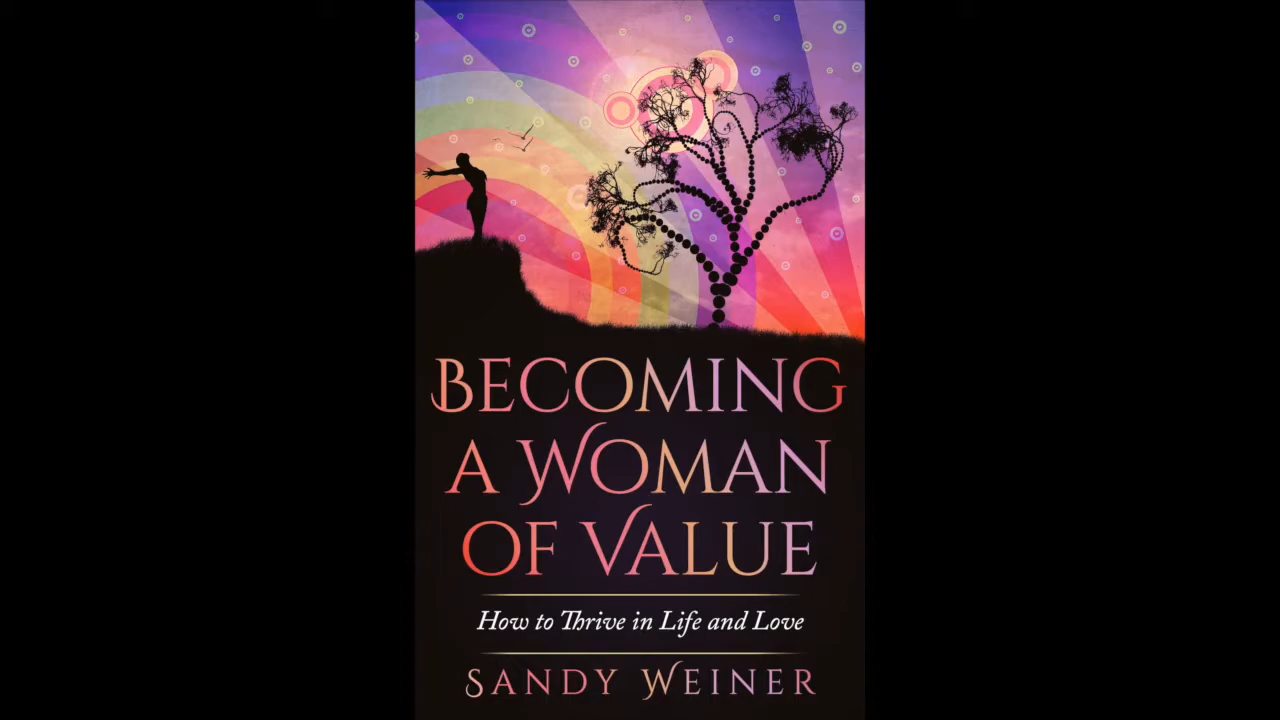 BECOMING
A WOMAN
OF VALUE
How to Thrive in Life and Love
SANDY WEINER